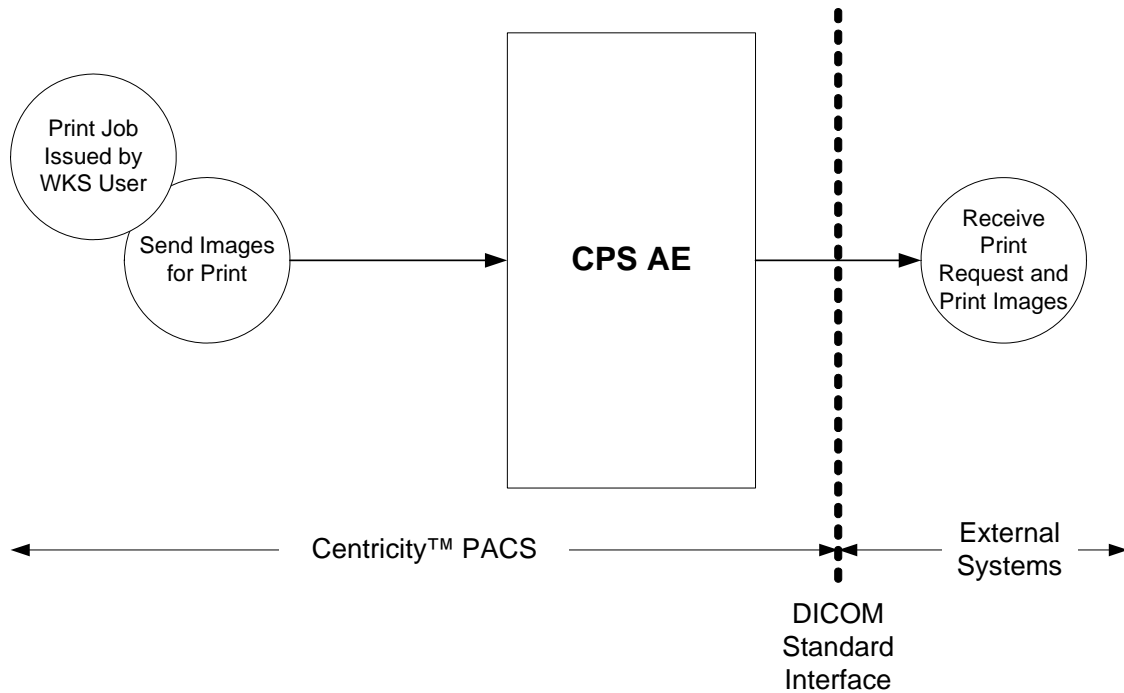 Print Job
Issued by
WKS User
Send Images
for Print
CPS AE
Receive
Print
Request and
Print Images
Centricity™ PACS
External
Systems
DICOM
Standard
Interface